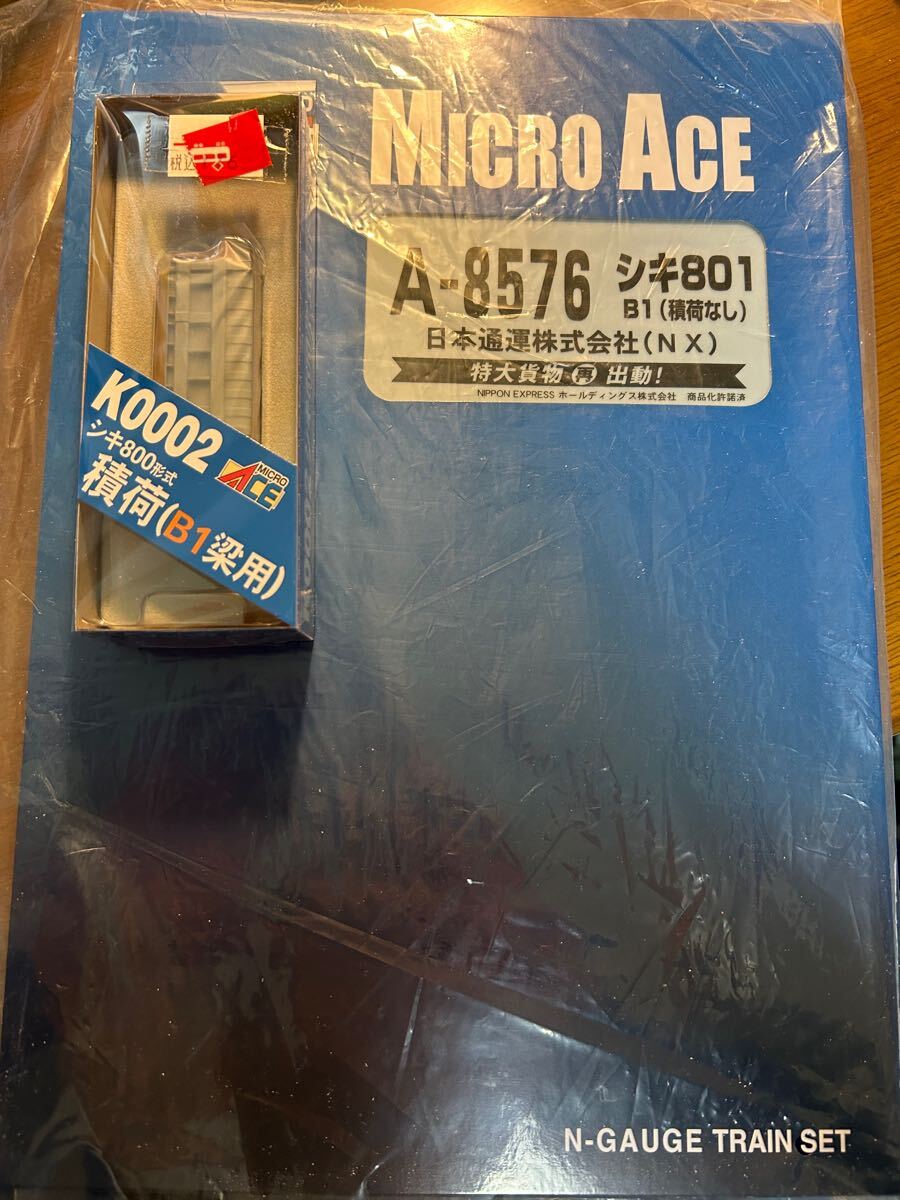 MICRO ACE
A-8576
シキ801
B1(積荷なし)
日本通運株式会社(NX)
特大貨物 再 出動!
NIPPON EXPRESS ホールディングス株式会社 商品化許諾済
税込
K0002
シキ800形式
積荷(B1梁用)
MICRO
ACE
N-GAUGE TRAIN SET